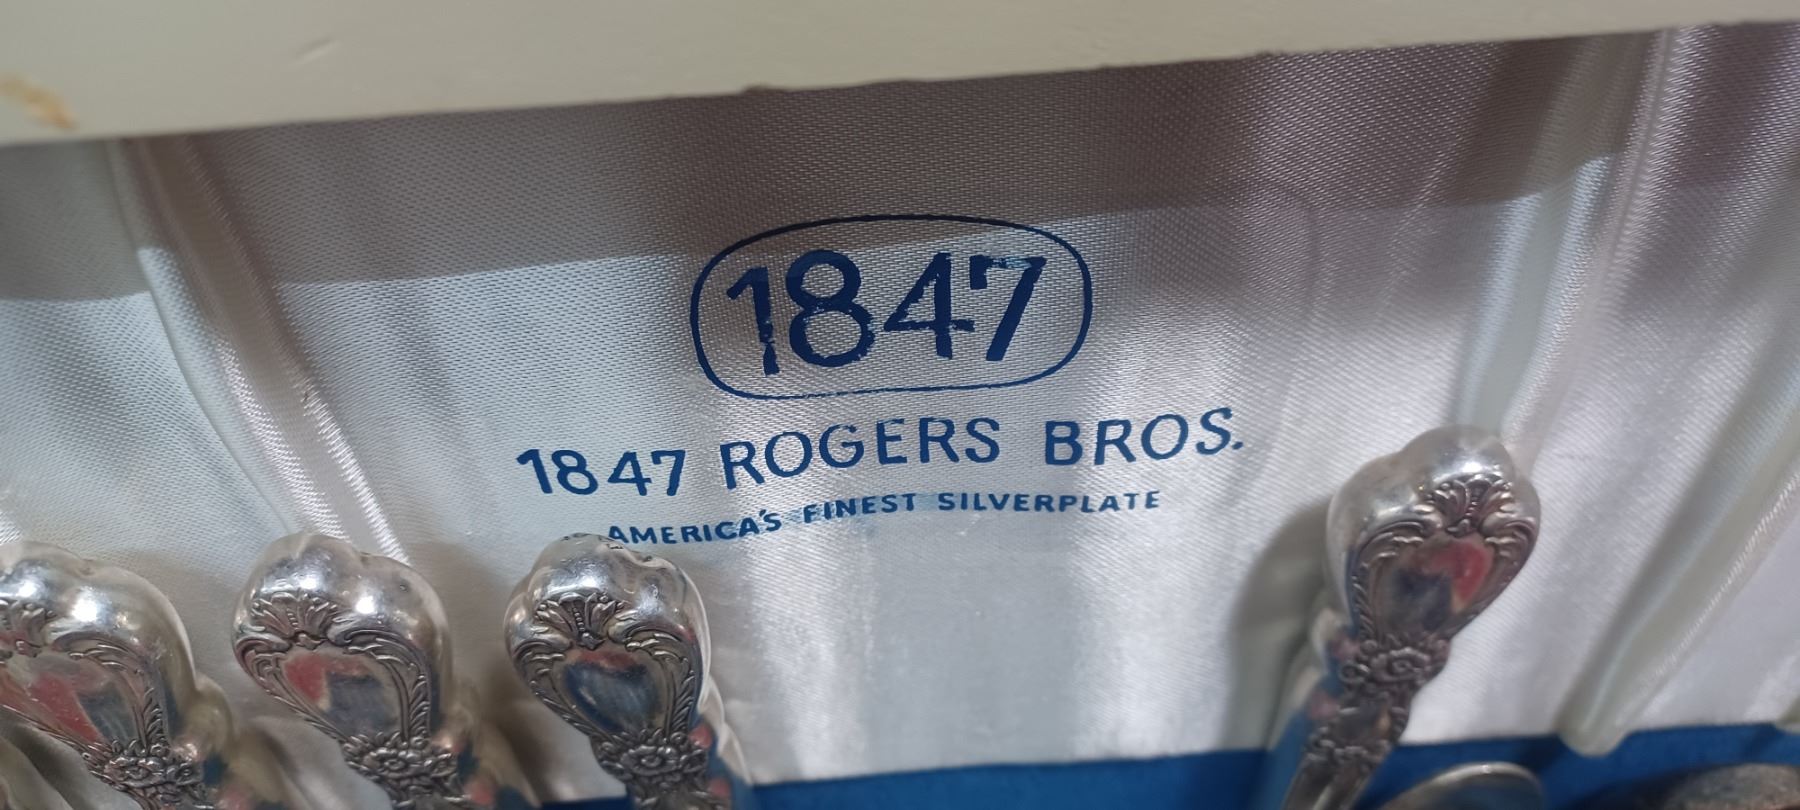 1847
1847 ROGERS BROS.
AMERICA'S FINEST SILVERPLATE